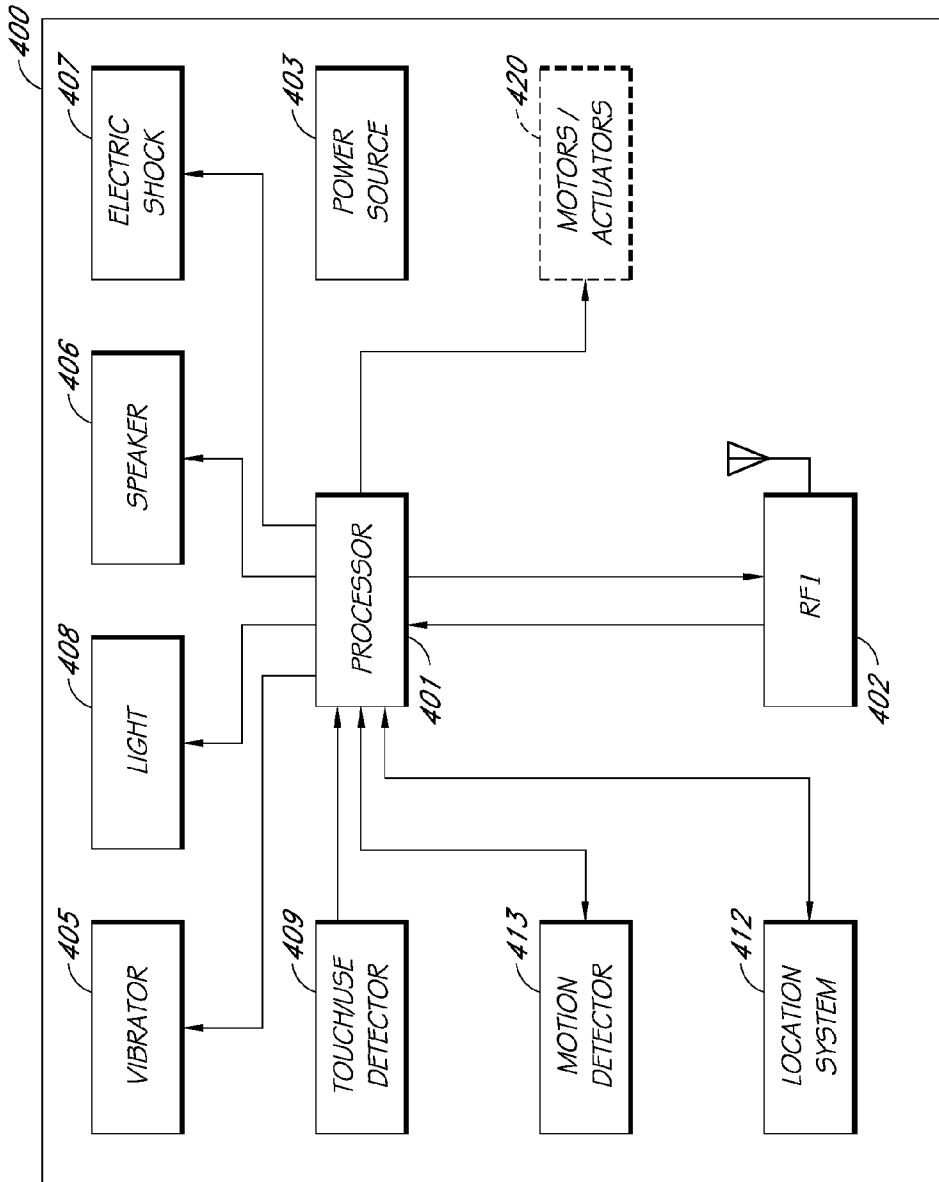 400
405
VIBRATOR
408
LIGHT
406
SPEAKER
407
ELECTRIC
SHOCK
409
TOUCH/USE
DETECTOR
PROCESSOR
401
403
POWER
SOURCE
413
MOTION
DETECTOR
420
MOTORS /
ACTUATORS
412
LOCATION
SYSTEM
RF1
402